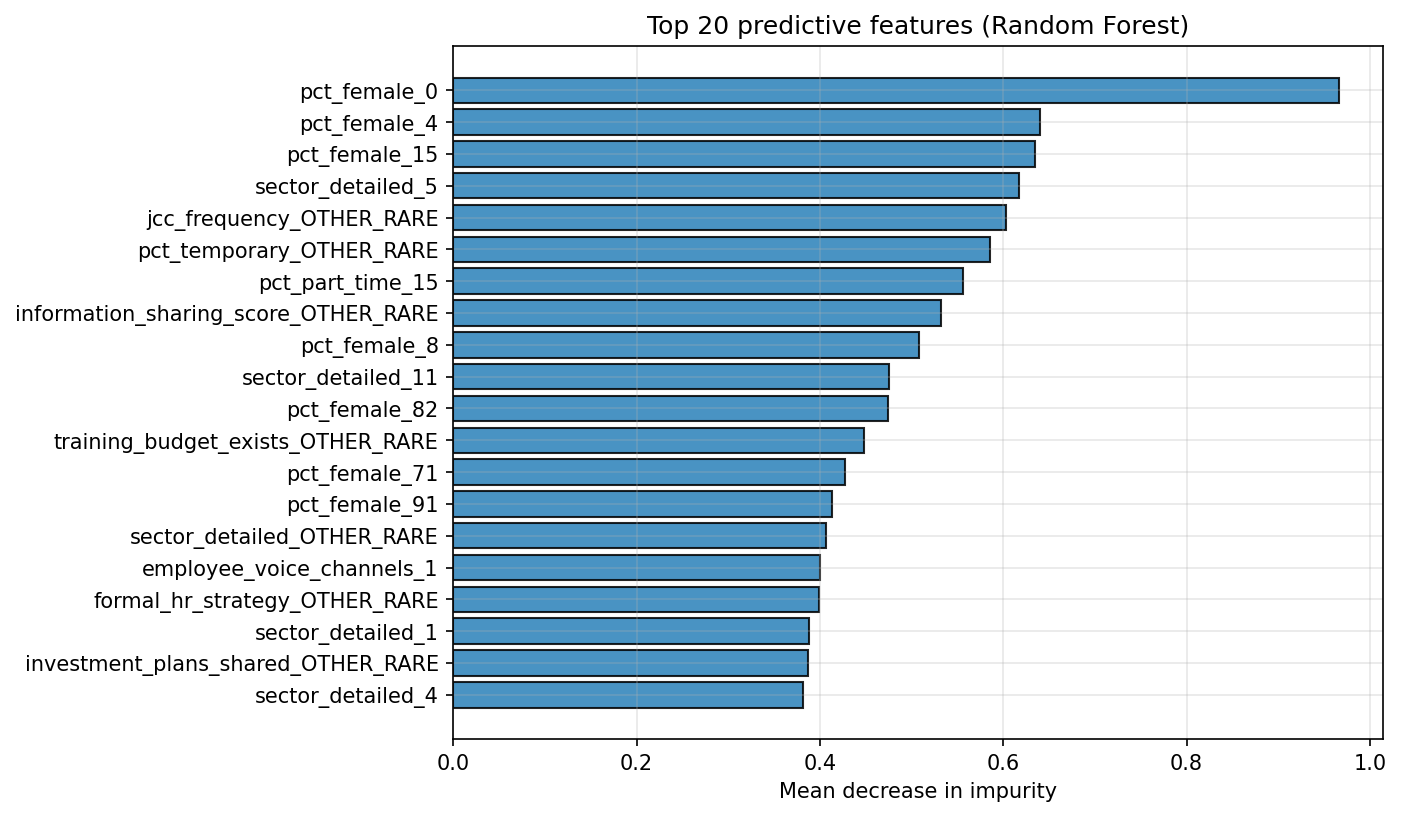 Top 20 predictive features (Random Forest)
pct_female_0
pct_female_4
pct_female_15
sector_detailed_5
jcc_frequency_OTHER_RARE
pct_temporary_OTHER_RARE
pct_part_time_15
information_sharing_score_OTHER_RARE
pct_female_8
sector_detailed_11
pct_female_82
training_budget_exists_OTHER_RARE
pct_female_71
pct_female_91
sector_detailed_OTHER_RARE
employee_voice_channels_1
formal_hr_strategy_OTHER_RARE
sector_detailed_1
investment_plans_shared_OTHER_RARE
sector_detailed_4
0.0 0.2 0.4 0.6 0.8 1.0
Mean decrease in impurity